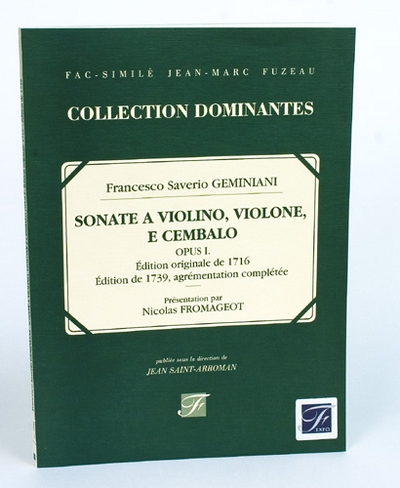 FAC-SIMILÉ JEAN-MARC FUZEAU
COLLECTION DOMINANTES
Francesco Saverio GEMINIANI
SONATE A VIOLINO, VIOLONE,
E CEMBALO
OPUS I.
Édition originale de 1716
Édition de 1739, agrémentation complétée
Présentation par
Nicolas FROMAGEOT
publiée sous la direction de
JEAN SAINT-ARROMAN
EXPO